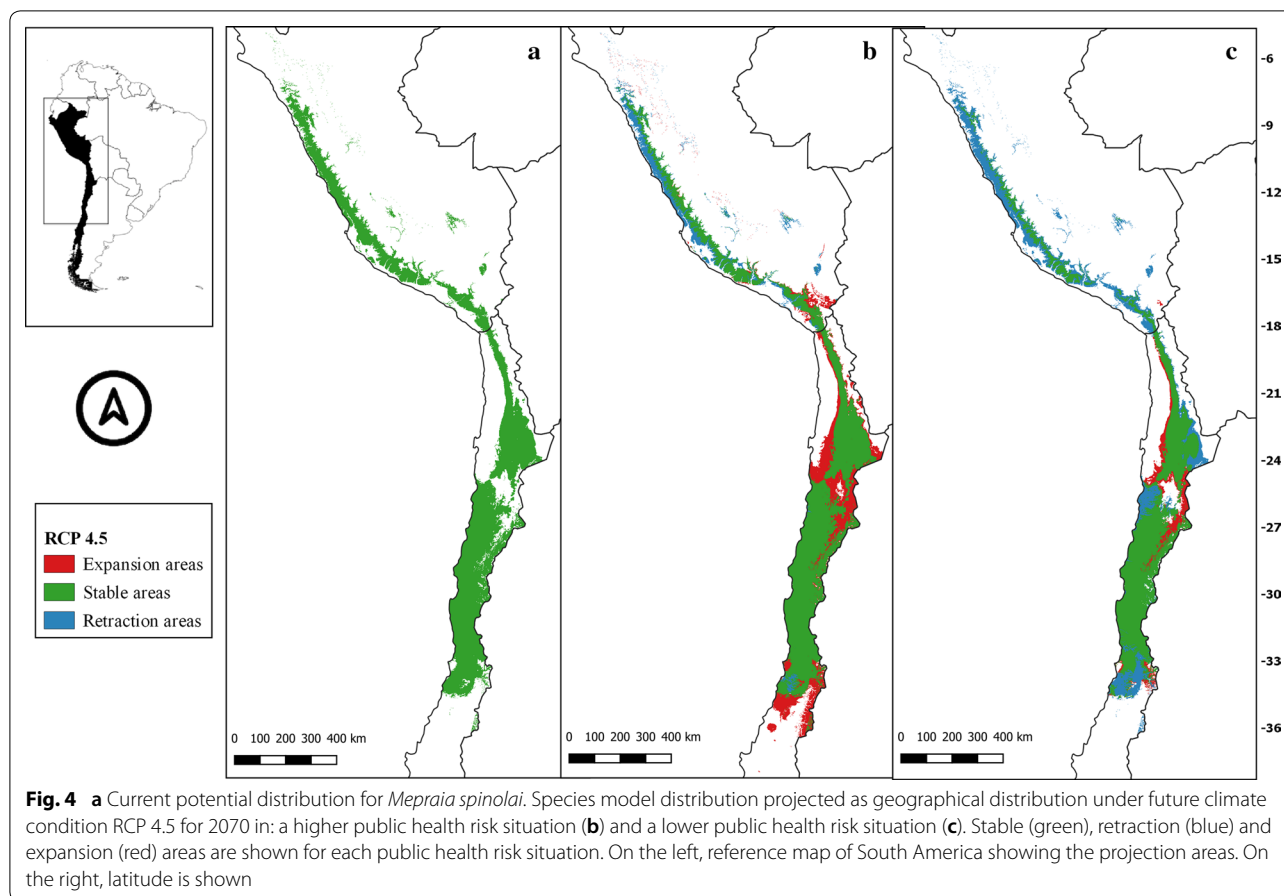 a
b
c
-6
-9
-12
-15
-18
-21
-24
-27
-30
-33
-36
RCP 4.5
Expansion areas
Stable areas
Retraction areas
0 100 200 300 400 km
0 100 200 300 400 km
0 100 200 300 400 km
Fig. 4 a Current potential distribution for Mepraia spinolai. Species model distribution projected as geographical distribution under future climate
condition RCP 4.5 for 2070 in: a higher public health risk situation (b) and a lower public health risk situation (c). Stable (green), retraction (blue) and
expansion (red) areas are shown for each public health risk situation. On the left, reference map of South America showing the projection areas. On
the right, latitude is shown